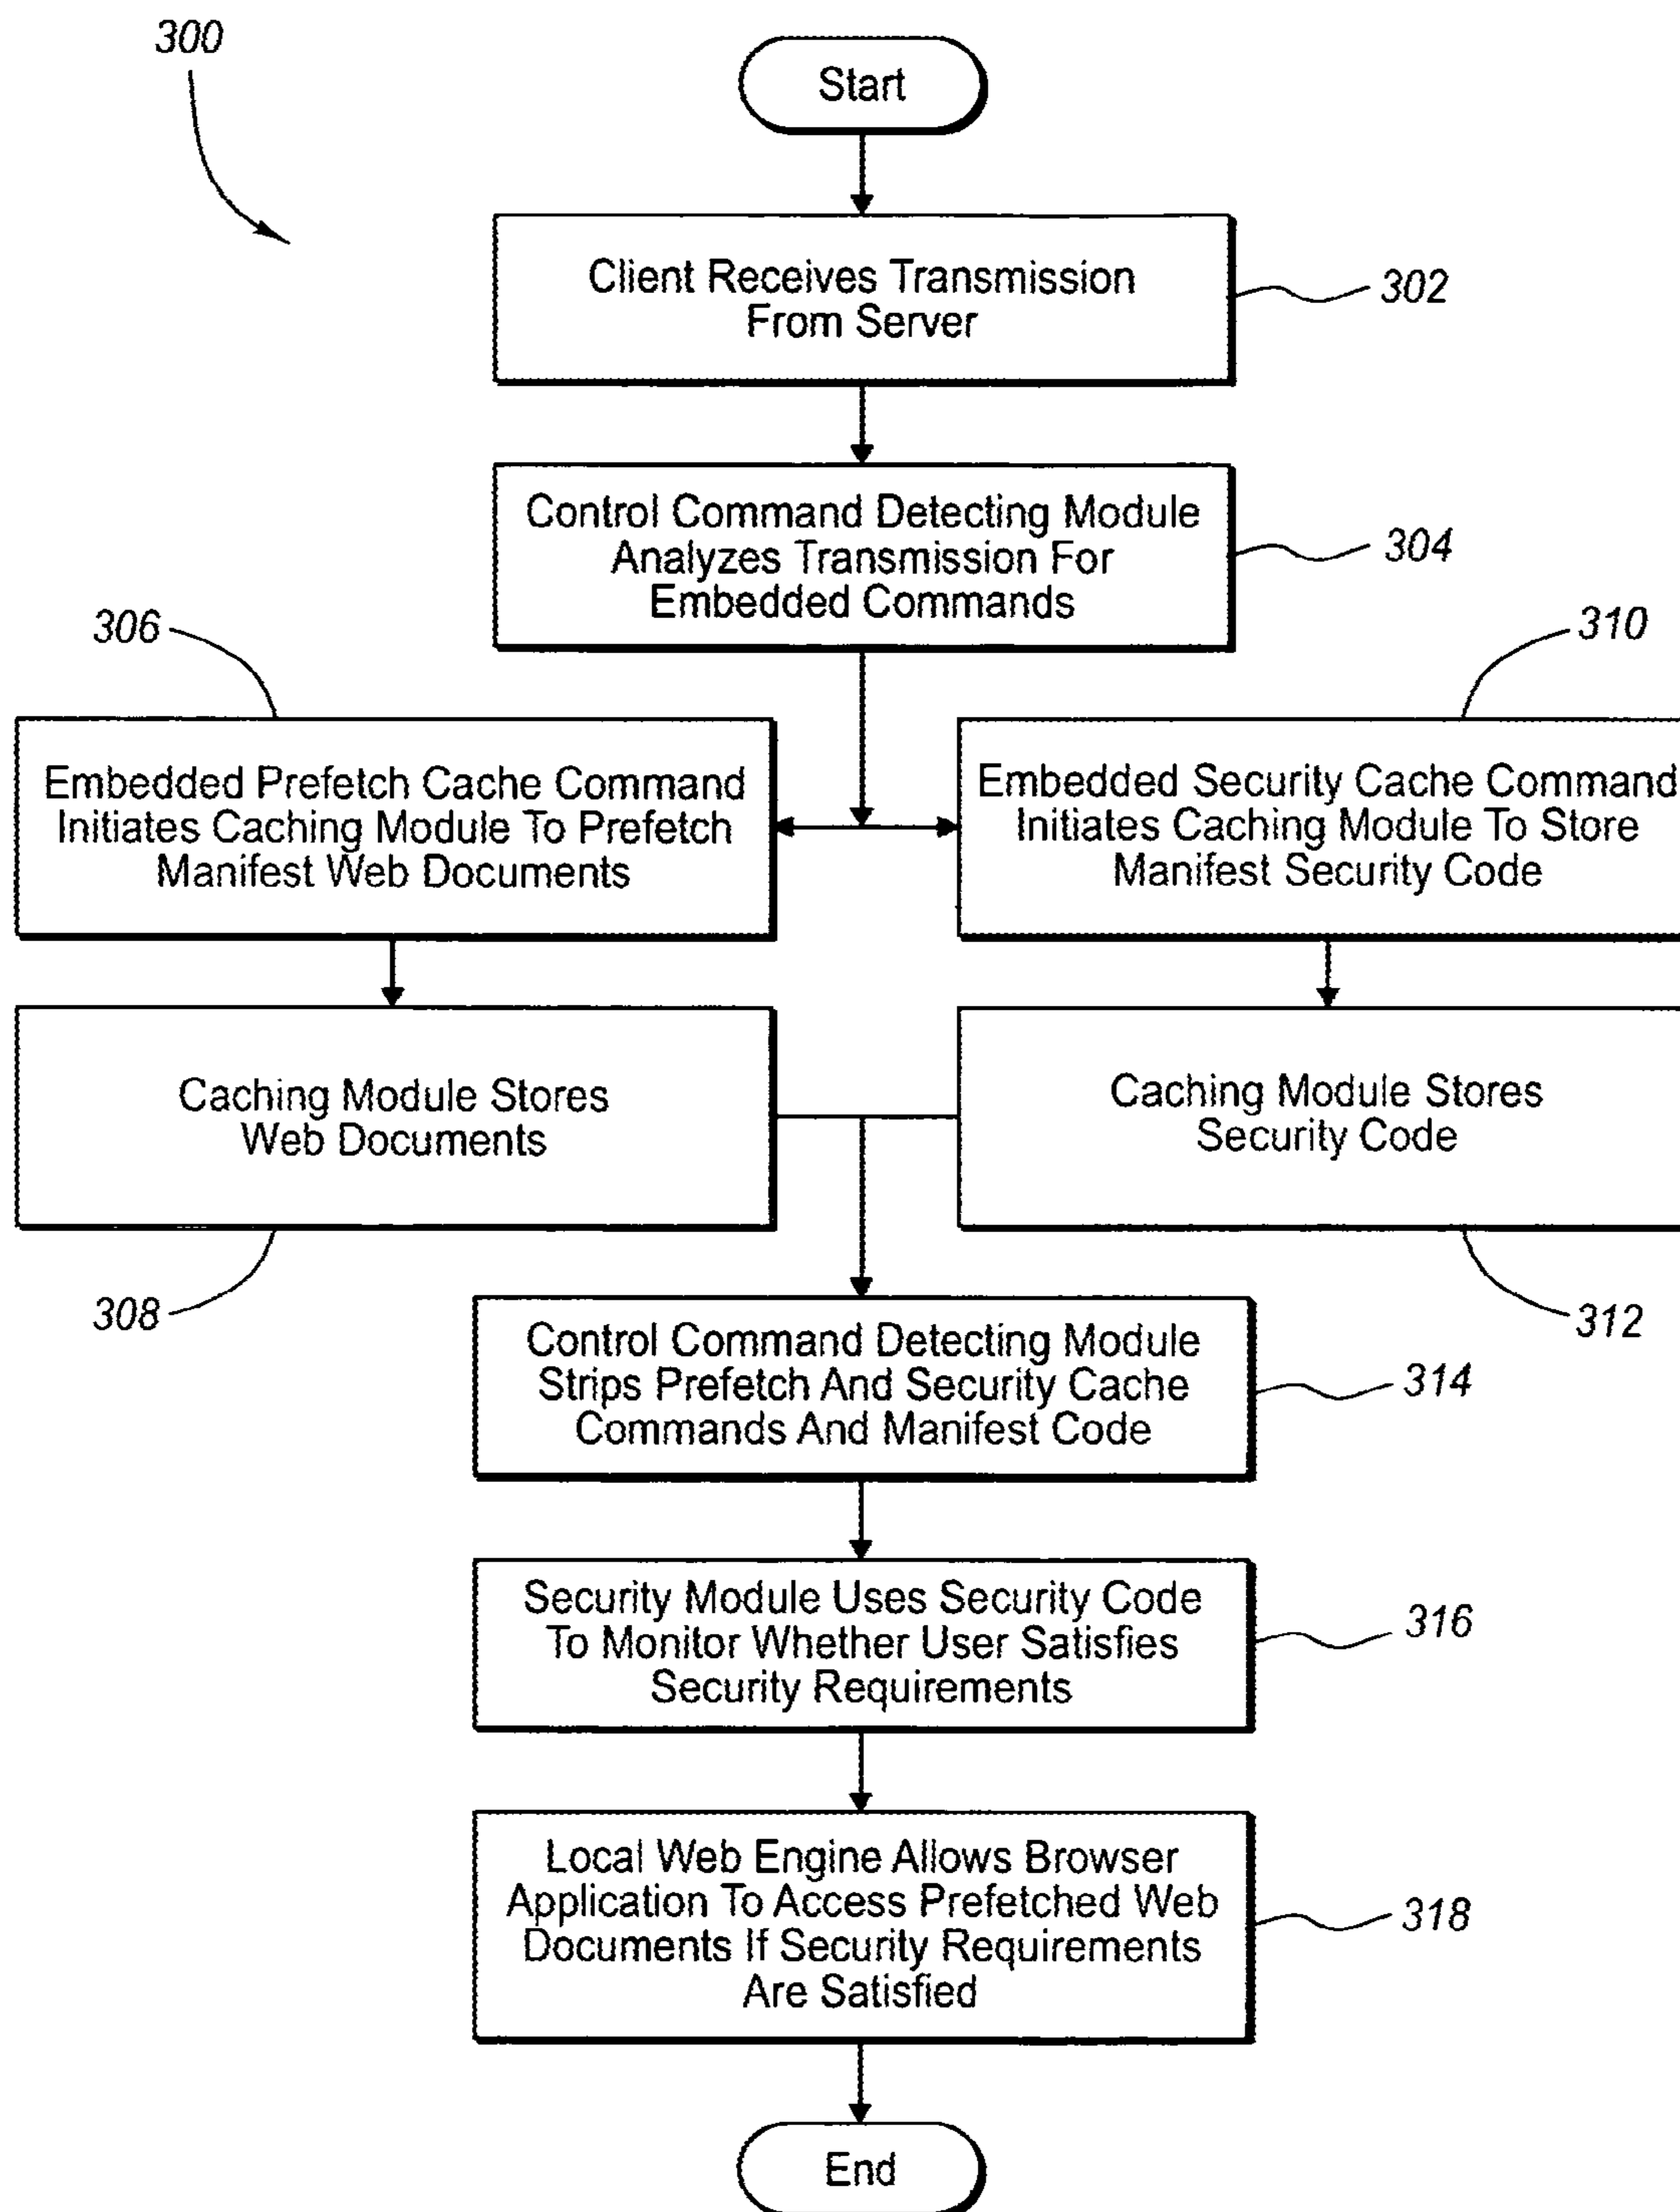 300
Start
Client Receives Transmission
From Server
302
Control Command Detecting Module
Analyzes Transmission For
Embedded Commands
304
306
310
Embedded Prefetch Cache Command
Initiates Caching Module To Prefetch
Manifest Web Documents
Embedded Security Cache Command
Initiates Caching Module To Store
Manifest Security Code
Caching Module Stores
Web Documents
Caching Module Stores
Security Code
308
312
Control Command Detecting Module
Strips Prefetch And Security Cache
Commands And Manifest Code
314
Security Module Uses Security Code
To Monitor Whether User Satisfies
Security Requirements
316
Local Web Engine Allows Browser
Application To Access Prefetched Web
Documents If Security Requirements
Are Satisfied
318
End